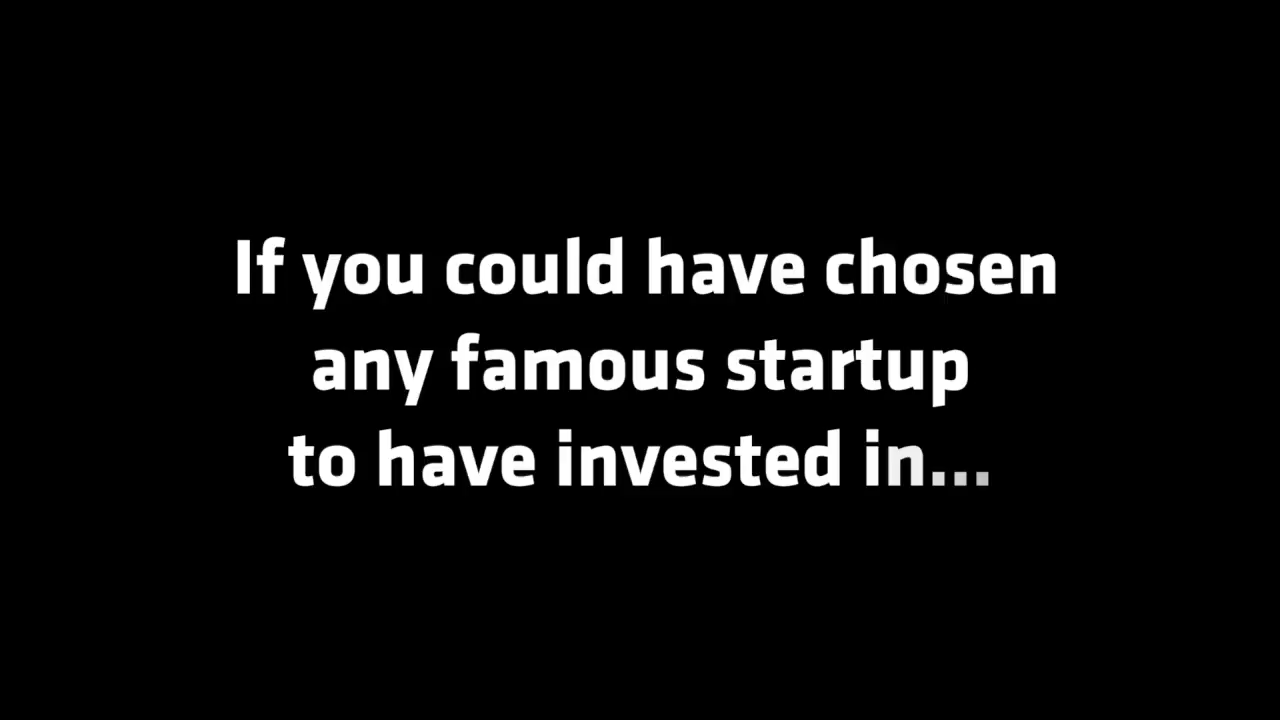 If you could have chosen
any famous startup
to have invested in...